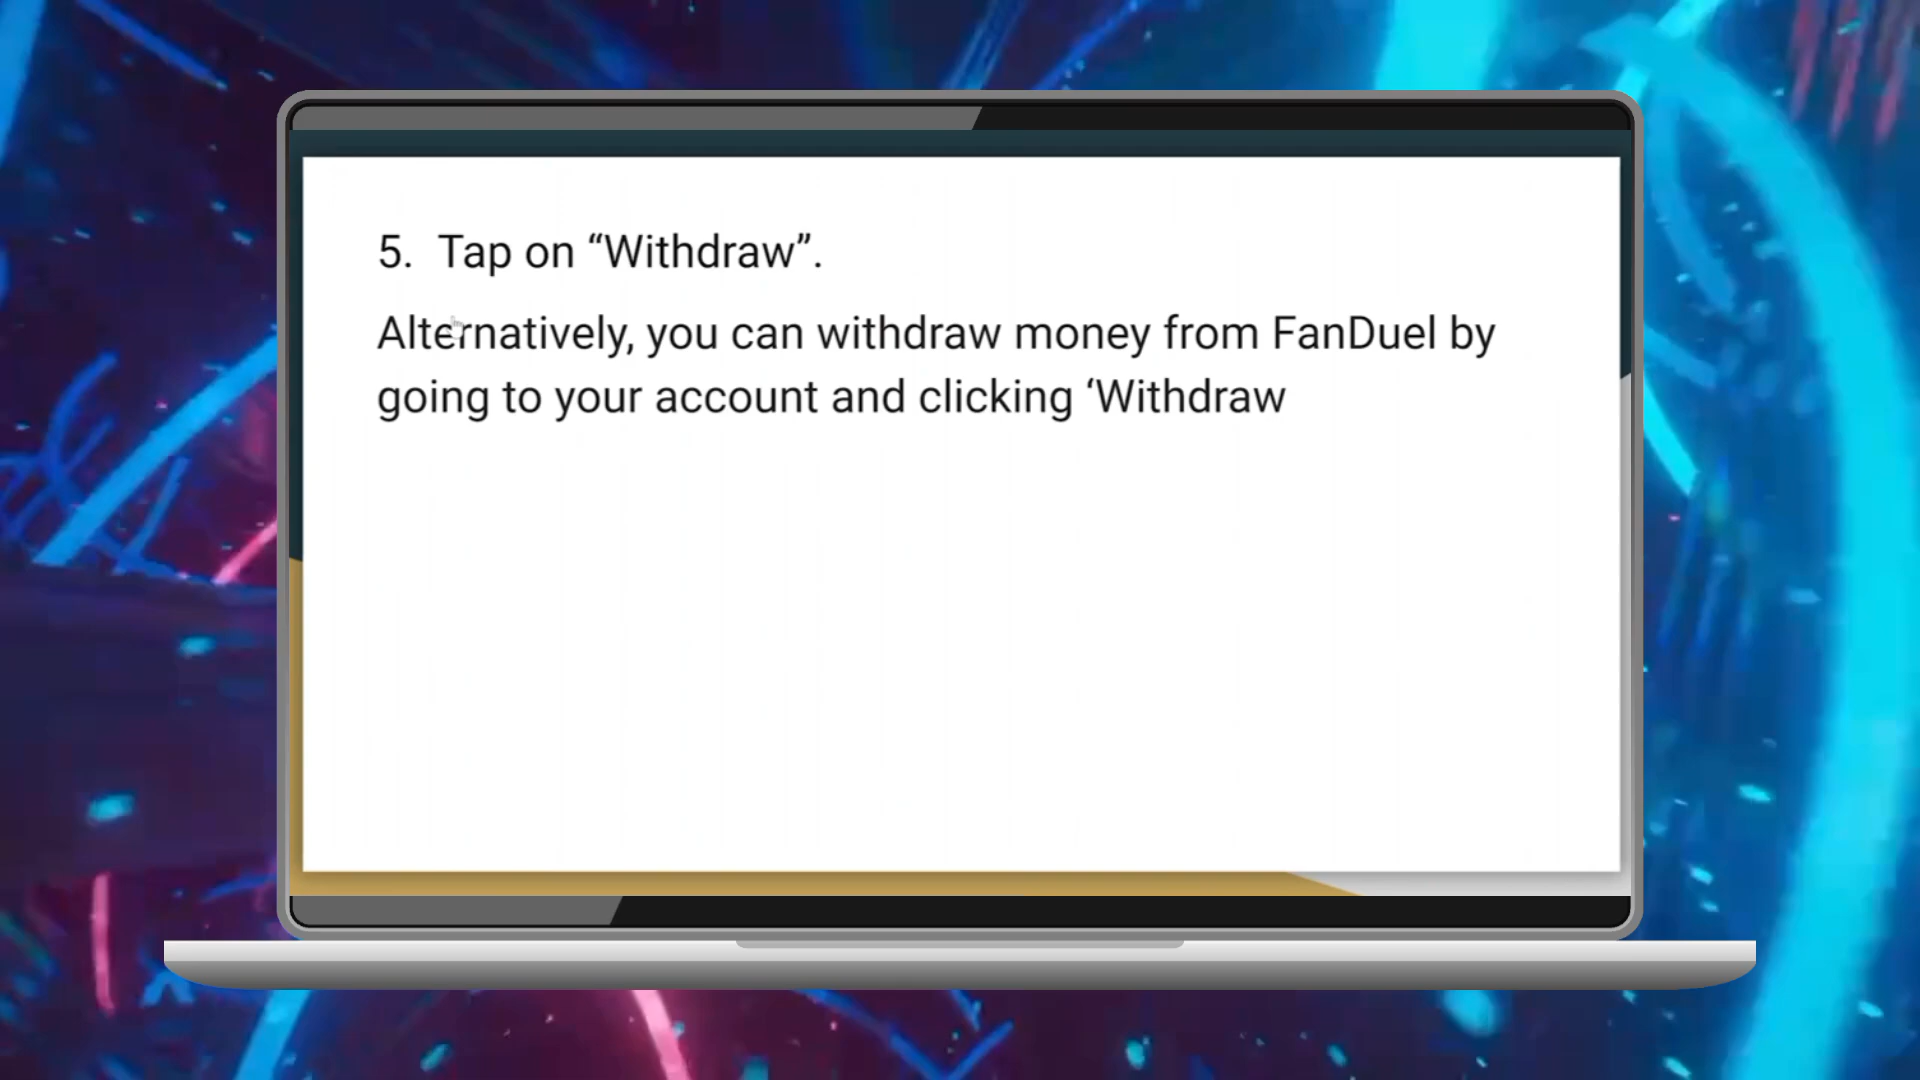 5. Tap on “Withdraw”.
Alternatively, you can withdraw money from FanDuel by
going to your account and clicking ‘Withdraw